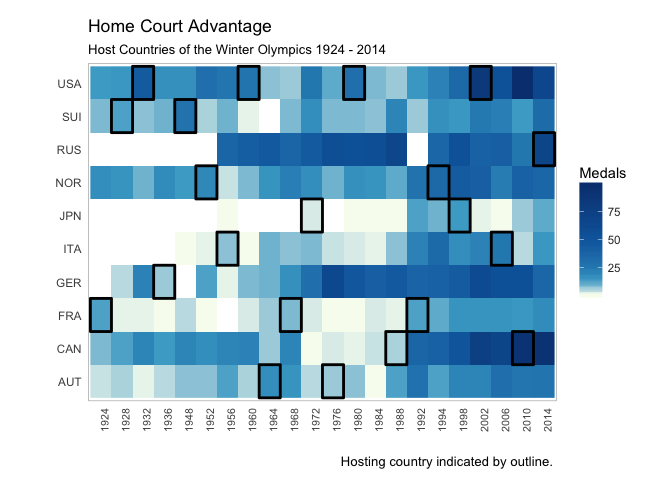 Home Court Advantage
Host Countries of the Winter Olympics 1924 - 2014
USA
SUI
RUS
NOR
JPN
ITA
GER
FRA
CAN
AUT
Medals
75
50
25
1924 1928 1932 1936 1948 1952 1956 1960 1964 1968 1972 1976 1980 1984 1988 1992 1994 1998 2002 2006 2010 2014
Hosting country indicated by outline.